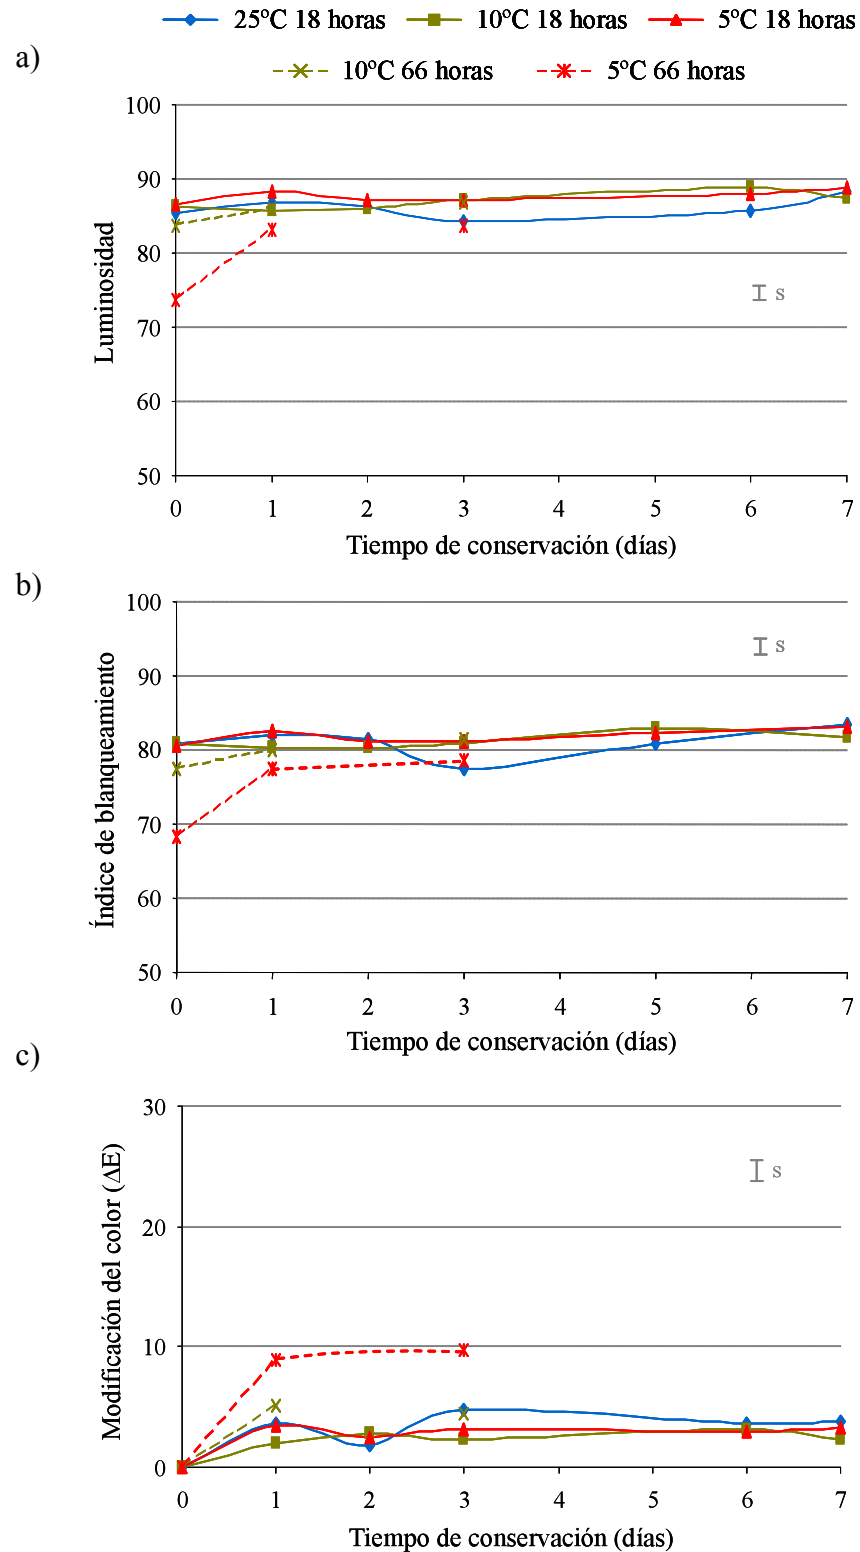 25ºC 18 horas 10ºC 18 horas 5ºC 18 horas
a)
10ºC 66 horas 5ºC 66 horas
100
90
80
70
60
50
Luminosidad
s
0 1 2 3 4 5 6 7
Tiempo de conservación (días)
b)
100
90
80
70
60
50
Índice de blanqueamiento
s
0 1 2 3 4 5 6 7
Tiempo de conservación (días)
c)
30
20
10
0
Modificación del color (ΔE)
s
0 1 2 3 4 5 6 7
Tiempo de conservación (días)